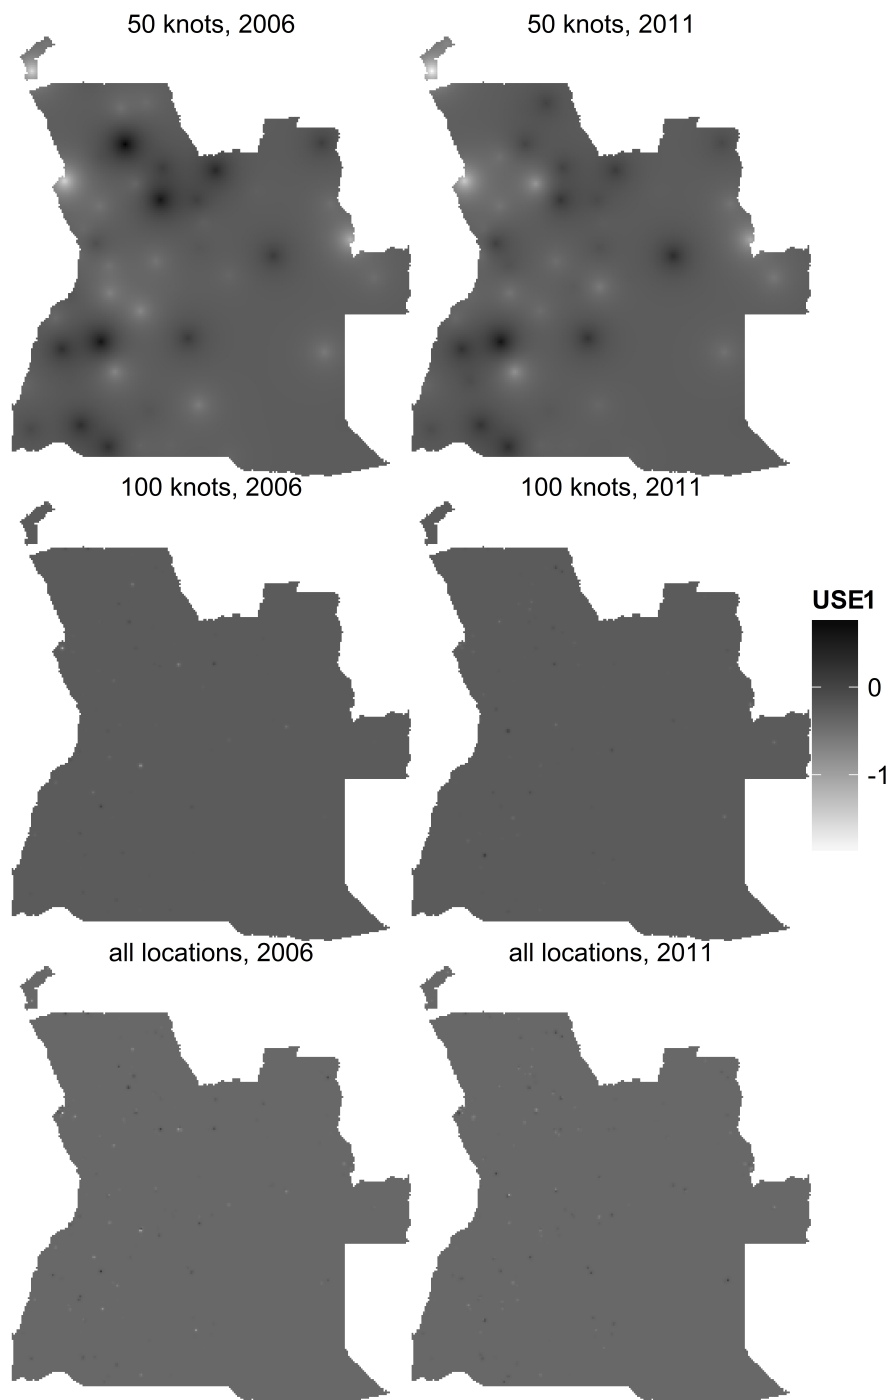 50 knots, 2006
50 knots, 2011
100 knots, 2006
100 knots, 2011
USE1
0
-1
all locations, 2006
all locations, 2011